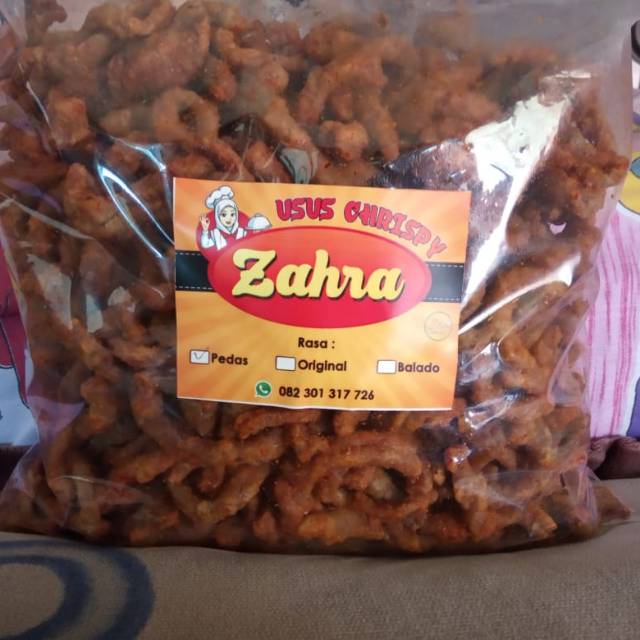 USUS CHRISPY
Zahra
Rasa :
Pedas Original Balado
082 301 317 726